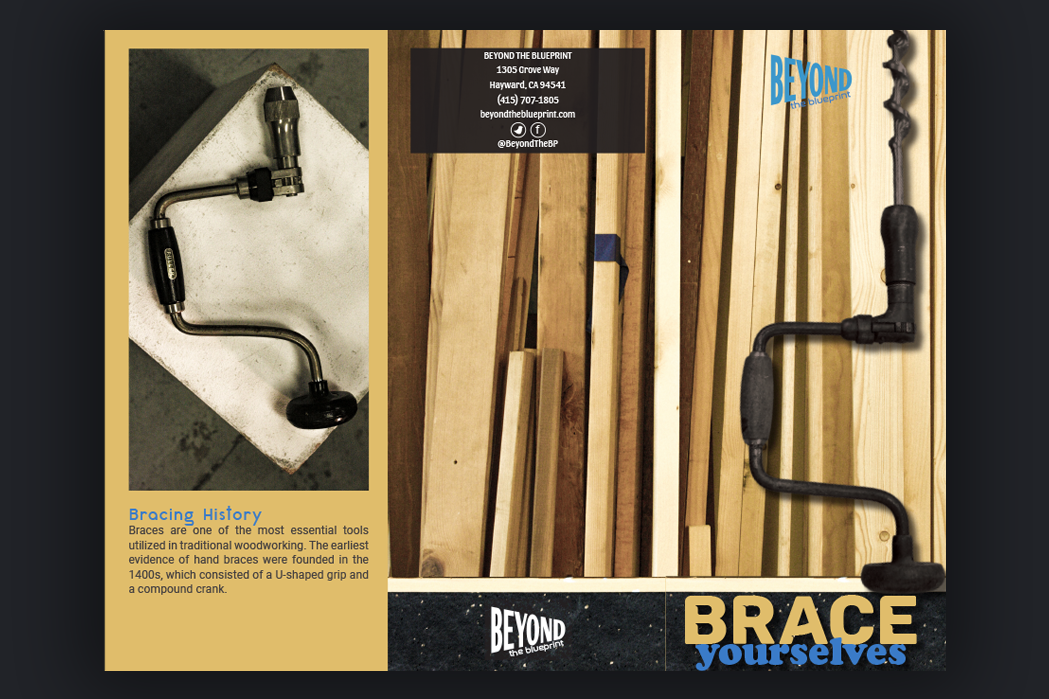 Bracing History
Braces are one of the most essential tools
utilized in traditional woodworking. The earliest
evidence of hand braces were founded in the
1400s, which consisted of a U-shaped grip and
a compound crank.
BEYOND THE BLUEPRINT
1305 Grove Way
Hayward, CA 94541
(415) 707-1805
beyondtheblueprint.com
f
@BeyondTheBP
BEYOND
the blueprint
BEYOND
the blueprint
BRACE
yourselves